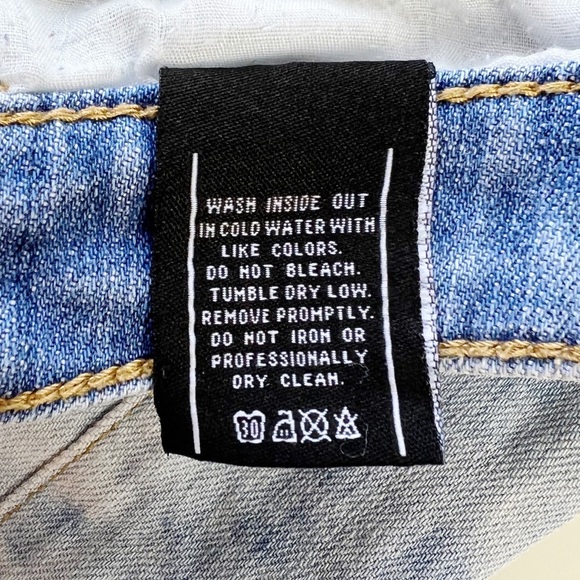 WASH INSIDE OUT
IN COLD WATER WITH
LIKE COLORS.
DO NOT BLEACH.
TUMBLE DRY LOW.
REMOVE PROMPTLY.
DO NOT IRON OR
PROFESSIONALLY
DRY CLEAN.
30